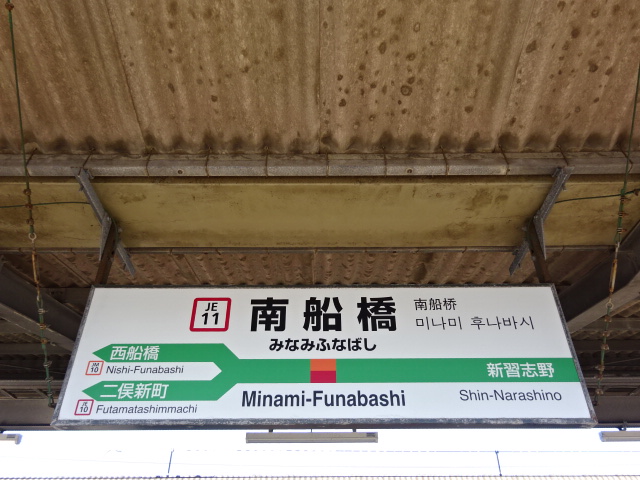 JE
11
南船橋
みなみふなばし
南船桥
미나미 후나바시
西船橋
JM
10
Nishi-Funabashi
二俣新町
JE
10
Futamatashimmachi
Minami-Funabashi
新習志野
Shin-Narashino